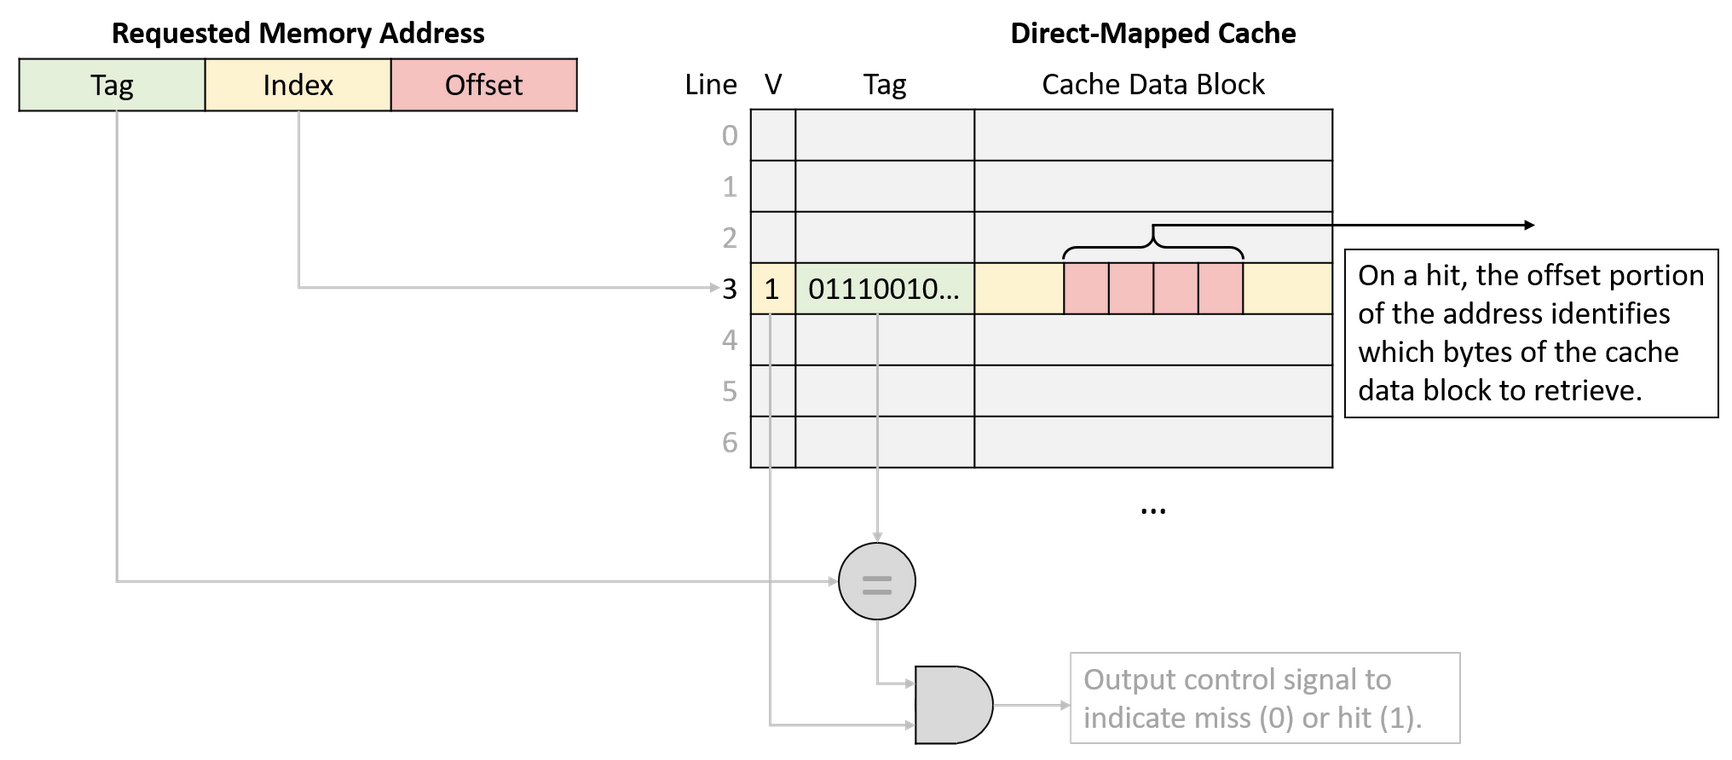 Requested Memory Address
Tag Index Offset
Direct-Mapped Cache
Line V Tag Cache Data Block
0
1
2
3 1 01110010...
4
5
6
...
On a hit, the offset portion
of the address identifies
which bytes of the cache
data block to retrieve.
=
Output control signal to
indicate miss (0) or hit (1).